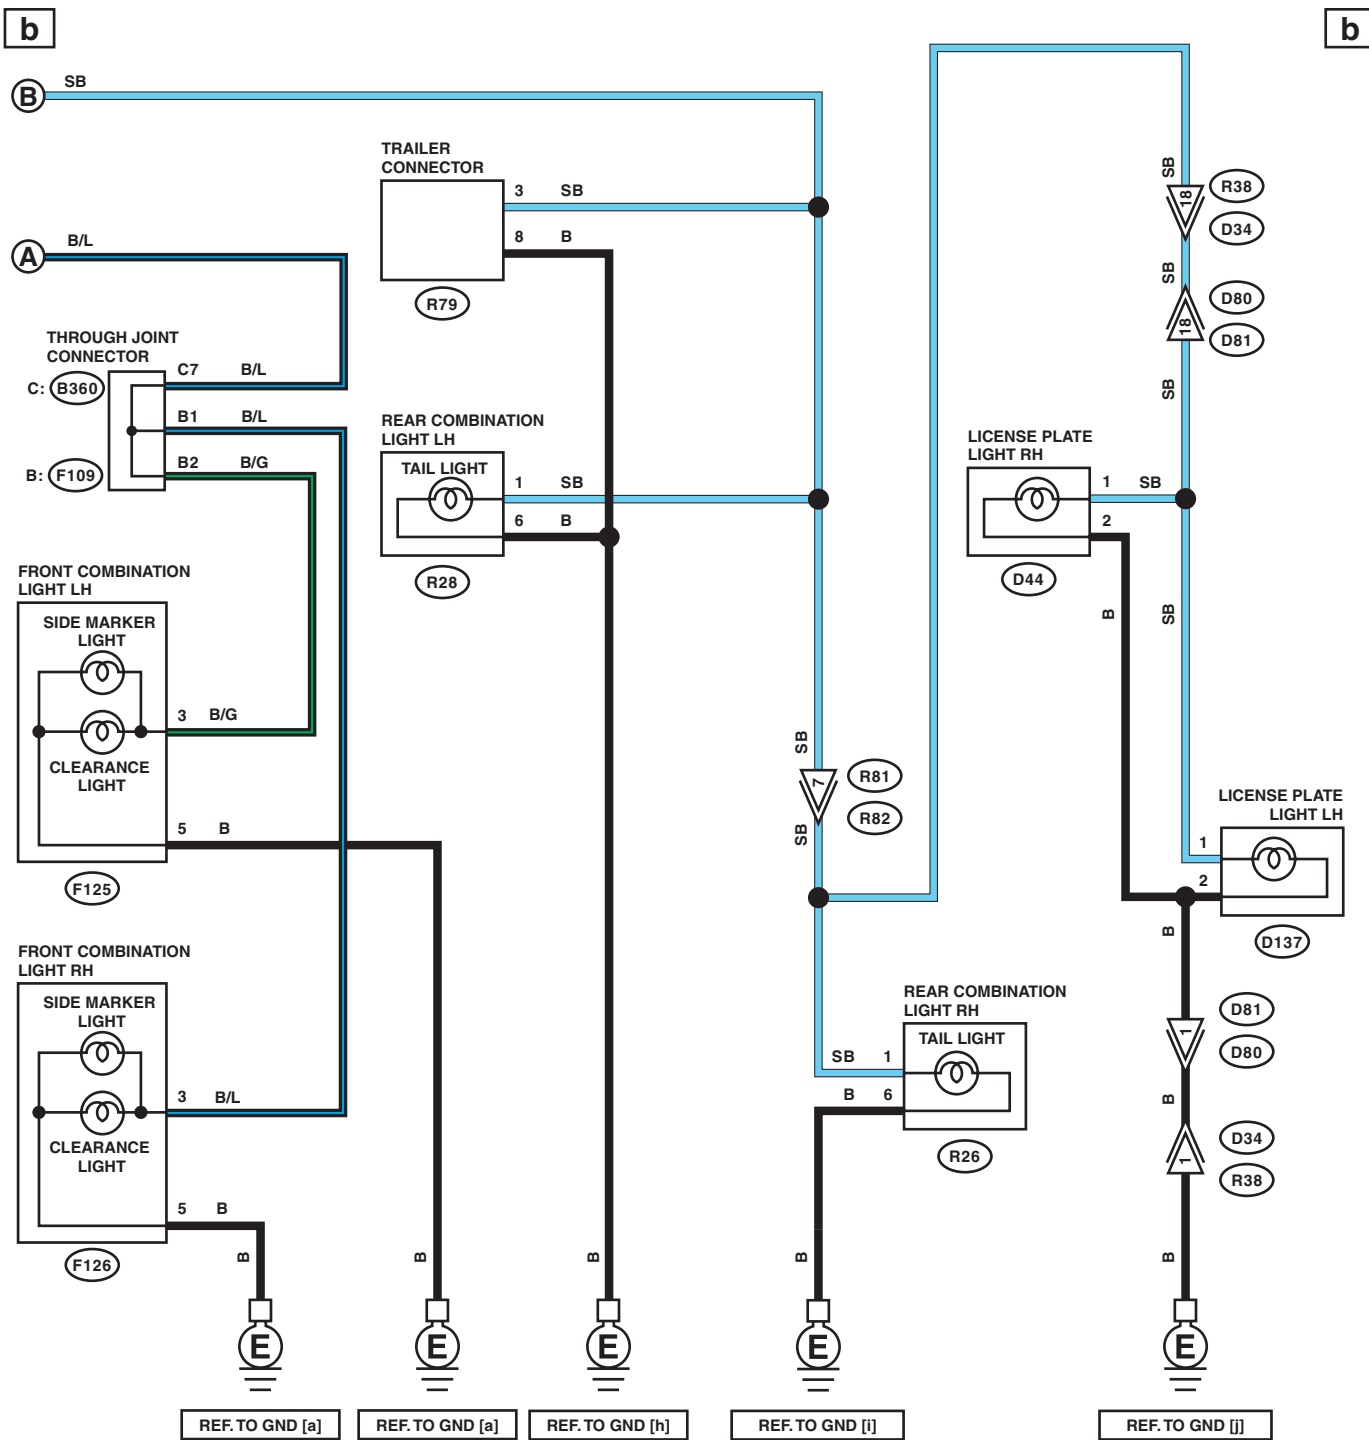 b
b
B
SB
TRAILER
CONNECTOR
3 SB
8 B
R79
SB
18
R38
D34
SB
18
D80
D81
SB
A
B/L
THROUGH JOINT
CONNECTOR
C: B360
C7 B/L
B1 B/L
B2 B/G
B: F109
REAR COMBINATION
LIGHT LH
TAIL LIGHT
1 SB
6 B
R28
LICENSE PLATE
LIGHT RH
1 SB
2
D44
B
SB
FRONT COMBINATION
LIGHT LH
SIDE MARKER
LIGHT
3 B/G
CLEARANCE
LIGHT
5 B
F125
SB
7
R81
R82
SB
LICENSE PLATE
LIGHT LH
1
2
D137
B
FRONT COMBINATION
LIGHT RH
SIDE MARKER
LIGHT
3 B/L
CLEARANCE
LIGHT
5 B
F126
REAR COMBINATION
LIGHT RH
TAIL LIGHT
SB 1
B 6
R26
1
D81
D80
B
1
D34
R38
B
B
B
B
B
E
E
E
E
E
REF. TO GND [a]
REF. TO GND [a]
REF. TO GND [h]
REF. TO GND [i]
REF. TO GND [j]